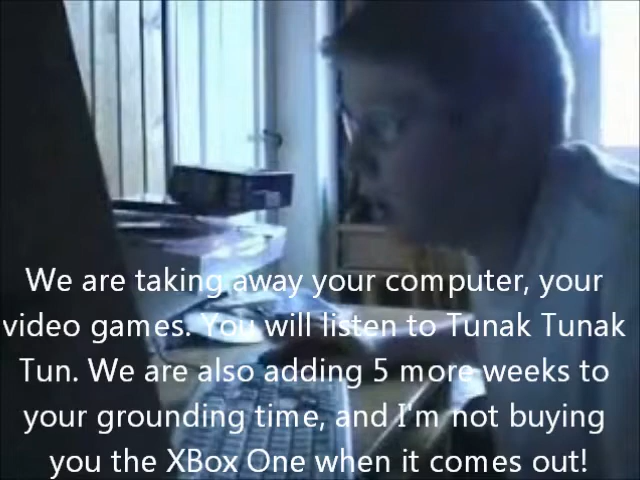 We are taking away your computer, your
video games. You will listen to Tunak Tunak
Tun. We are also adding 5 more weeks to
your grounding time, and I'm not buying
you the XBox One when it comes out!